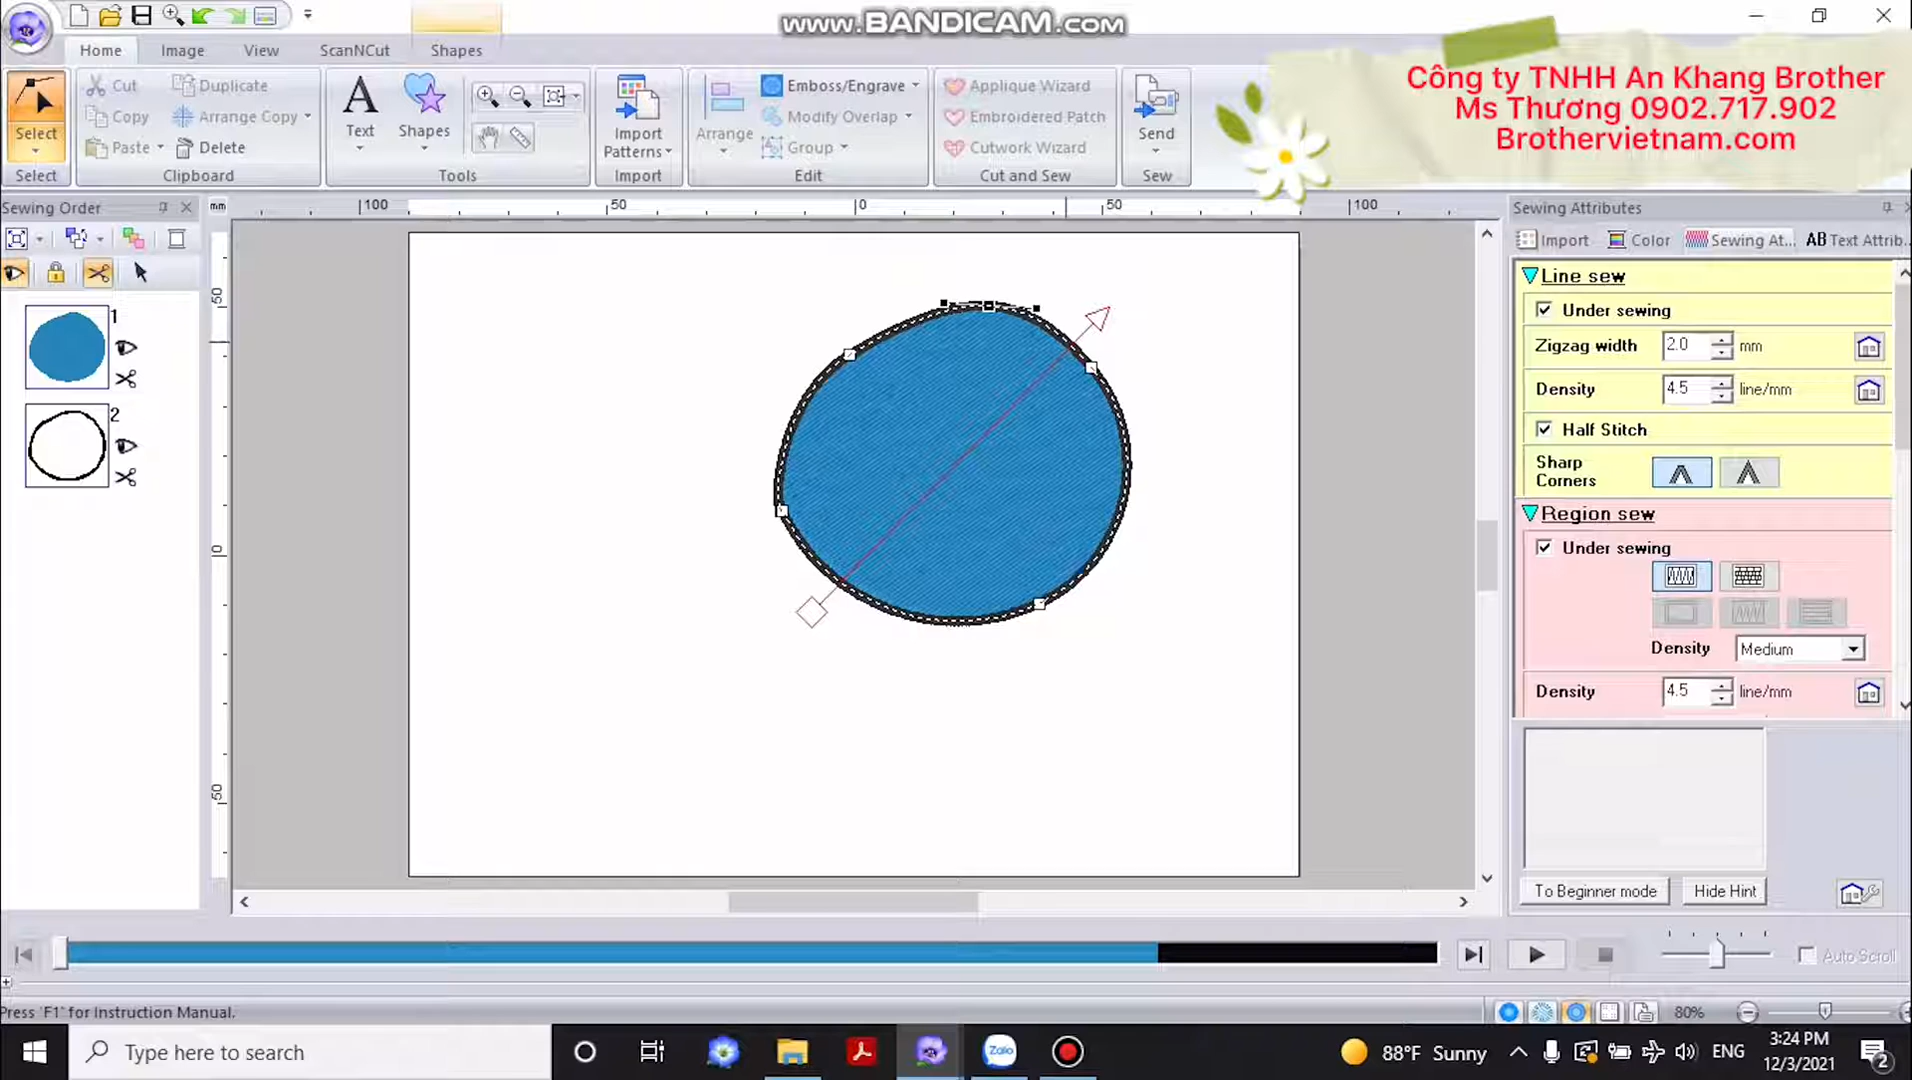 www.BANDICAM.com
Home
Image
View
ScanNCut
Shapes
Công ty TNHH An Khang Brother
Ms Thương 0902.717.902
Brothervietnam.com
Select
Cut
Copy
Paste
Duplicate
Arrange Copy
Delete
Text
Shapes
Import
Patterns
Arrange
Emboss/Engrave
Modify Overlap
Group
Applique Wizard
Embroidered Patch
Cutwork Wizard
Send
Select
Clipboard
Tools
Import
Edit
Cut and Sew
Sew
Sewing Order
mm
100
50
0
50
100
Sewing Attributes
Import
Color
Sewing At...
AB Text Attrib...
1
2
50
0
50
Line sew
Under sewing
Zigzag width 2.0 mm
Density 4.5 line/mm
Half Stitch
Sharp
Corners
Region sew
Under sewing
Density Medium
Density 4.5 line/mm
To Beginner mode
Hide Hint
Auto Scroll
Press 'F1' for Instruction Manual.
80%
Type here to search
Zalo
88°F Sunny
ENG
3:24 PM
12/3/2021
2